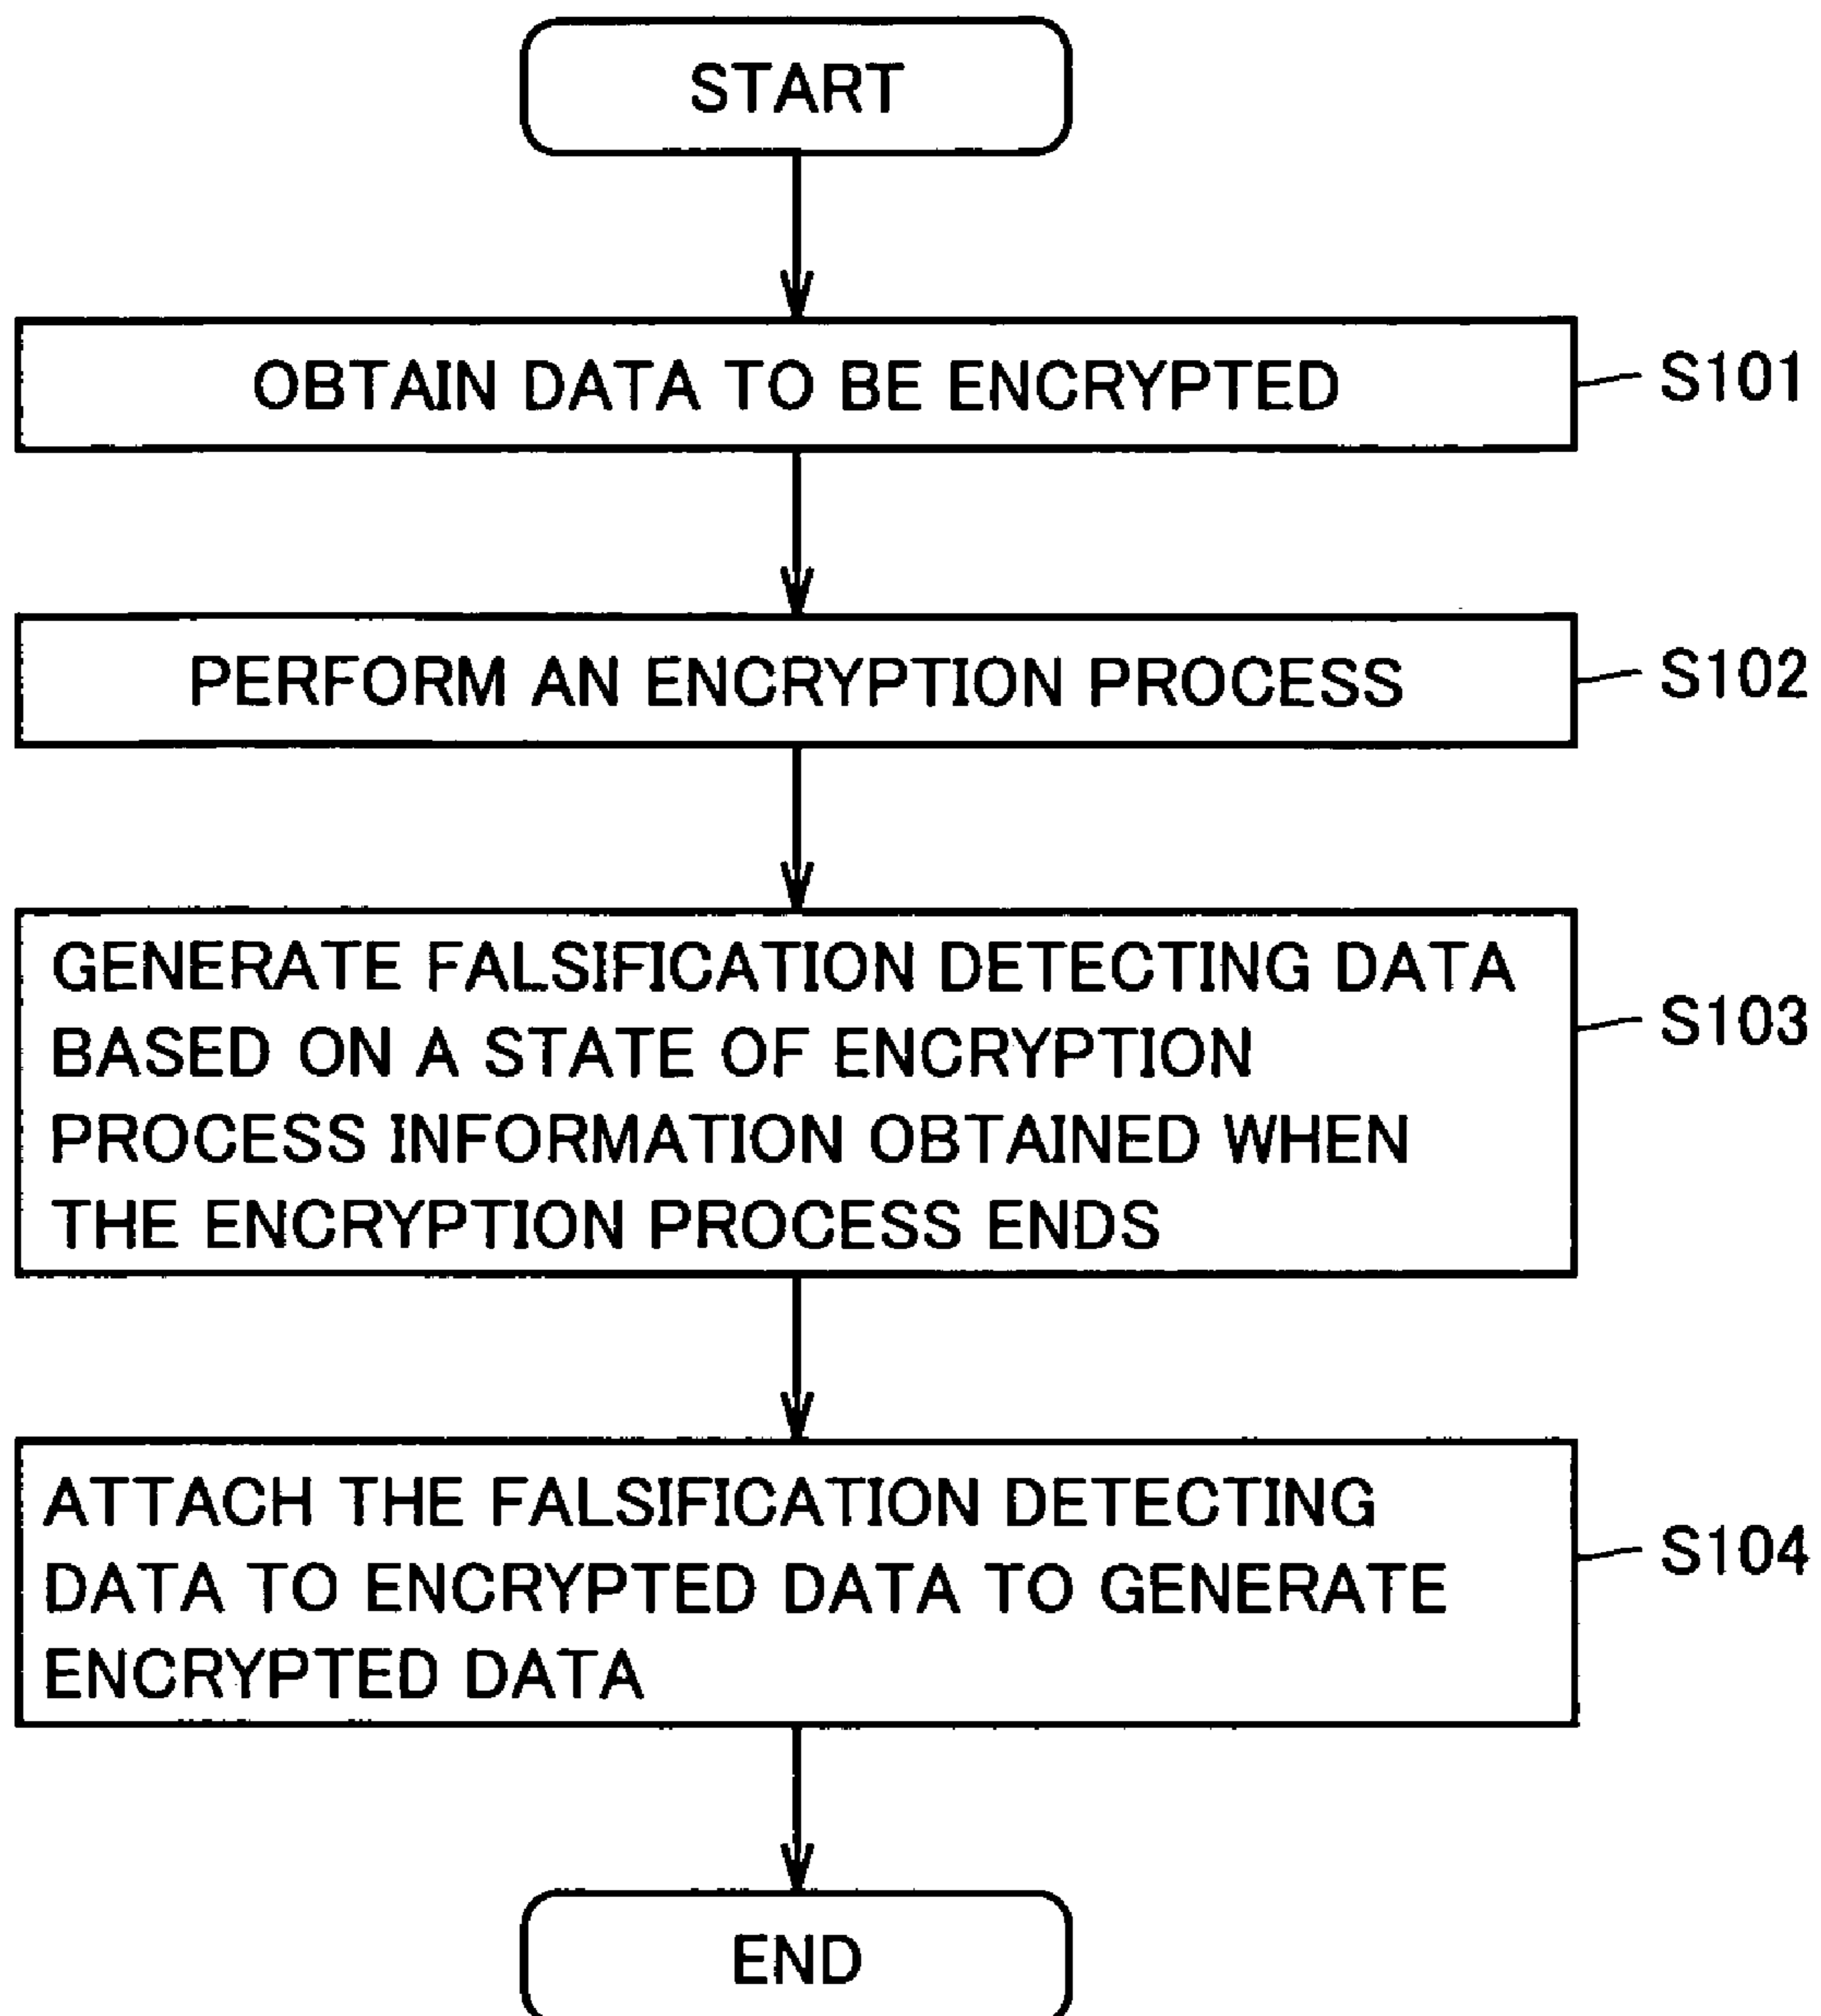 START
OBTAIN DATA TO BE ENCRYPTED
S101
PERFORM AN ENCRYPTION PROCESS
S102
GENERATE FALSIFICATION DETECTING DATA
BASED ON A STATE OF ENCRYPTION
PROCESS INFORMATION OBTAINED WHEN
THE ENCRYPTION PROCESS ENDS
S103
ATTACH THE FALSIFICATION DETECTING
DATA TO ENCRYPTED DATA TO GENERATE
ENCRYPTED DATA
S104
END